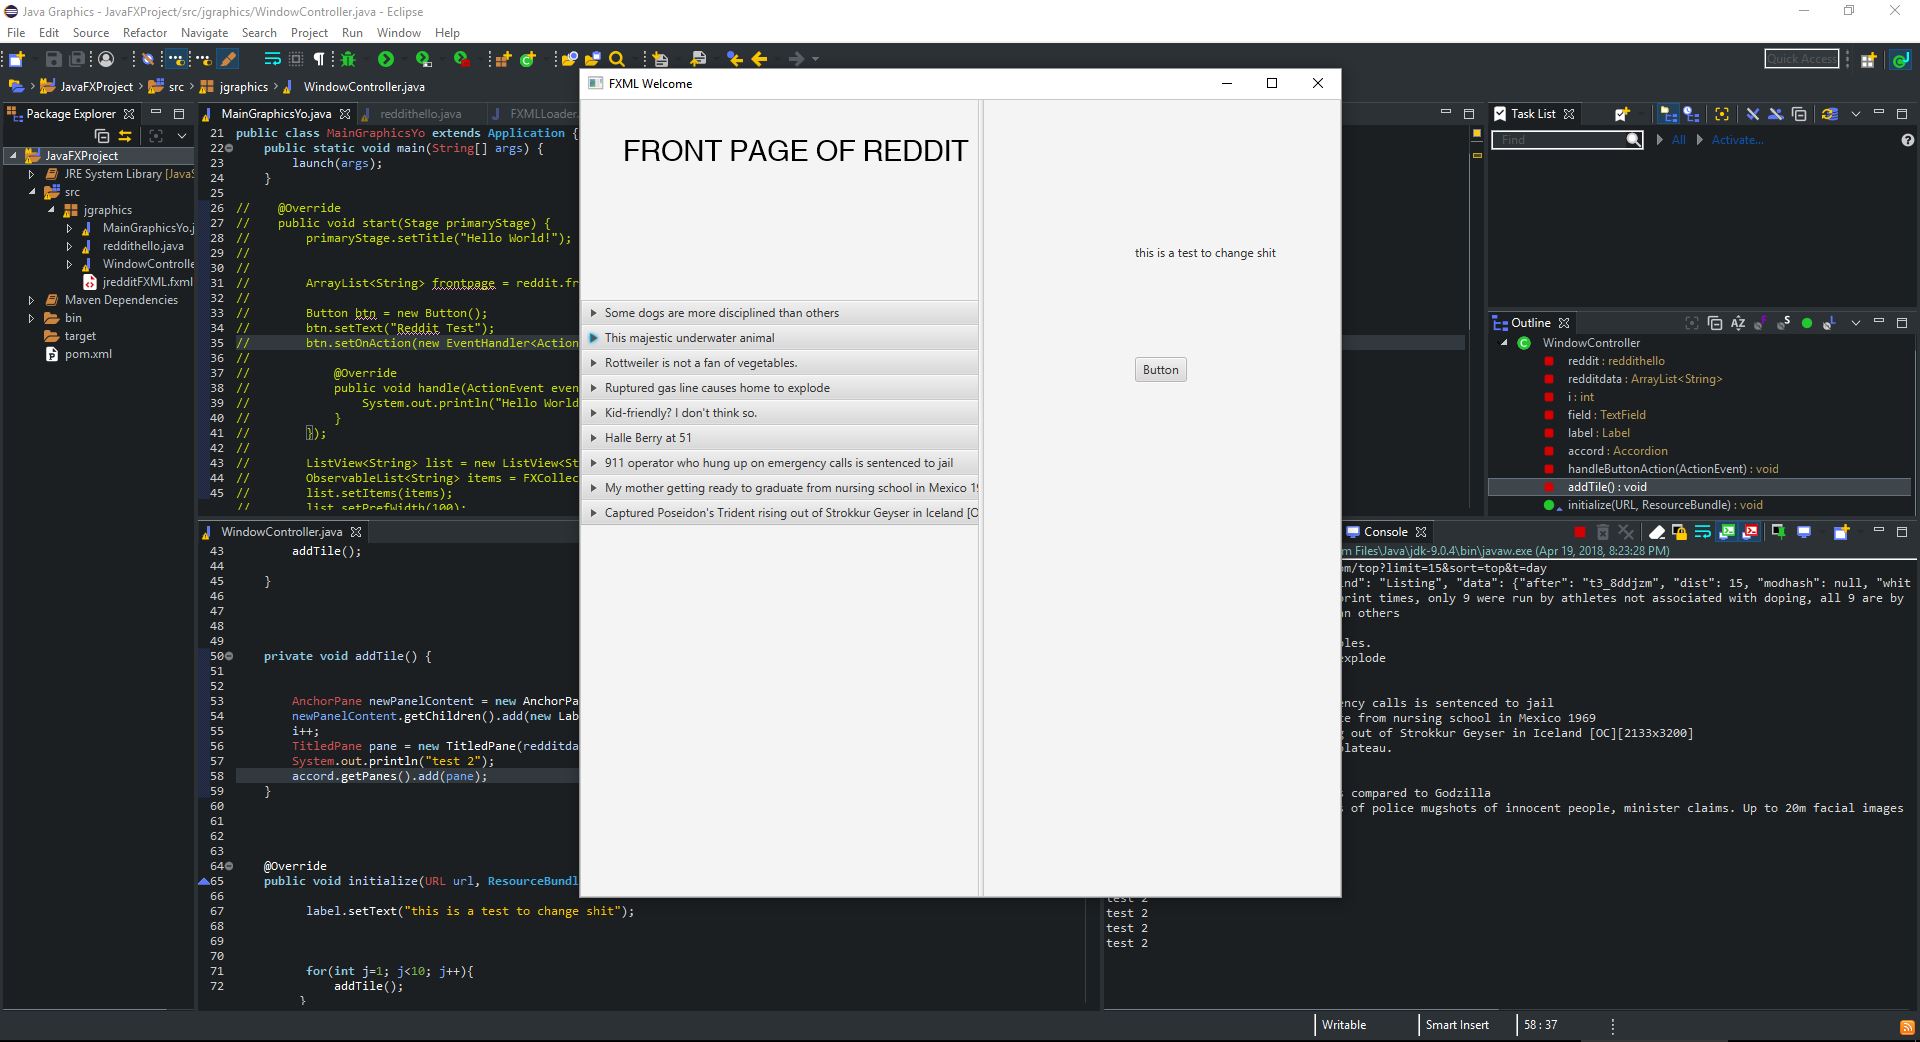 Java Graphics - JavaFXProject/src/jgraphics/WindowController.java - Eclipse
File Edit Source Refactor Navigate Search Project Run Window Help
Quick Access
JavaFXProject src jgraphics WindowController.java
Package Explorer
JavaFXProject
JRE System Library [JavaS
src
jgraphics
MainGraphicsYo.j
reddithello.java
WindowControlle
jredditFXML.fxml
Maven Dependencies
bin
target
pom.xml
MainGraphicsYo.java reddithello.java FXMLLoader.
21 public class MainGraphicsYo extends Application {
22 public static void main(String[] args) {
23 launch(args);
24 }
25
26 // @Override
27 // public void start(Stage primaryStage) {
28 // primaryStage.setTitle("Hello World!");
29 //
30 //
31 // ArrayList<String> frontpage = reddit.fr
32 //
33 // Button btn = new Button();
34 // btn.setText("Reddit Test");
35 // btn.setOnAction(new EventHandler<Action
36 //
37 // @Override
38 // public void handle(ActionEvent even
39 // System.out.println("Hello World
40 // }
41 // });
42 //
43 // ListView<String> list = new ListView<St
44 // ObservableList<String> items = FXCollec
45 // list.setItems(items);
// list.setPrefWidth(100);
WindowController.java
43 addTile();
44
45 }
46
47
48
49
50 private void addTile() {
51
52
53 AnchorPane newPanelContent = new AnchorPa
54 newPanelContent.getChildren().add(new Lab
55 i++;
56 TitledPane pane = new TitledPane(redditda
57 System.out.println("test 2");
58 accord.getPanes().add(pane);
59 }
60
61
62
63
64 @Override
65 public void initialize(URL url, ResourceBundl
66
67 label.setText("this is a test to change shit");
68
69
70
71 for(int j=1; j<10; j++){
72 addTile();
}
FXML Welcome
FRONT PAGE OF REDDIT
Some dogs are more disciplined than others
This majestic underwater animal
Rottweiler is not a fan of vegetables.
Ruptured gas line causes home to explode
Kid-friendly? I don't think so.
Halle Berry at 51
911 operator who hung up on emergency calls is sentenced to jail
My mother getting ready to graduate from nursing school in Mexico 19
Captured Poseidon's Trident rising out of Strokkur Geyser in Iceland [O
this is a test to change shit
Button
Task List
Find All Activate...
Outline
WindowController
reddit : reddithello
redditdata : ArrayList<String>
i : int
field : TextField
label : Label
accord : Accordion
handleButtonAction(ActionEvent) : void
addTile() : void
initialize(URL, ResourceBundle) : void
Console
m Files\Java\jdk-9.0.4\bin\javaw.exe (Apr 19, 2018, 8:23:28 PM)
om/top?limit=15&sort=top&t=day
ind": "Listing", "data": {"after": "t3_8ddjzm", "dist": 15, "modhash": null, "whit
print times, only 9 were run by athletes not associated with doping, all 9 are by
an others
bles.
explode
ency calls is sentenced to jail
te from nursing school in Mexico 1969
g out of Strokkur Geyser in Iceland [OC][2133x3200]
plateau.
s compared to Godzilla
s of police mugshots of innocent people, minister claims. Up to 20m facial images
test 2
test 2
test 2
test 2
Writable Smart Insert 58 : 37